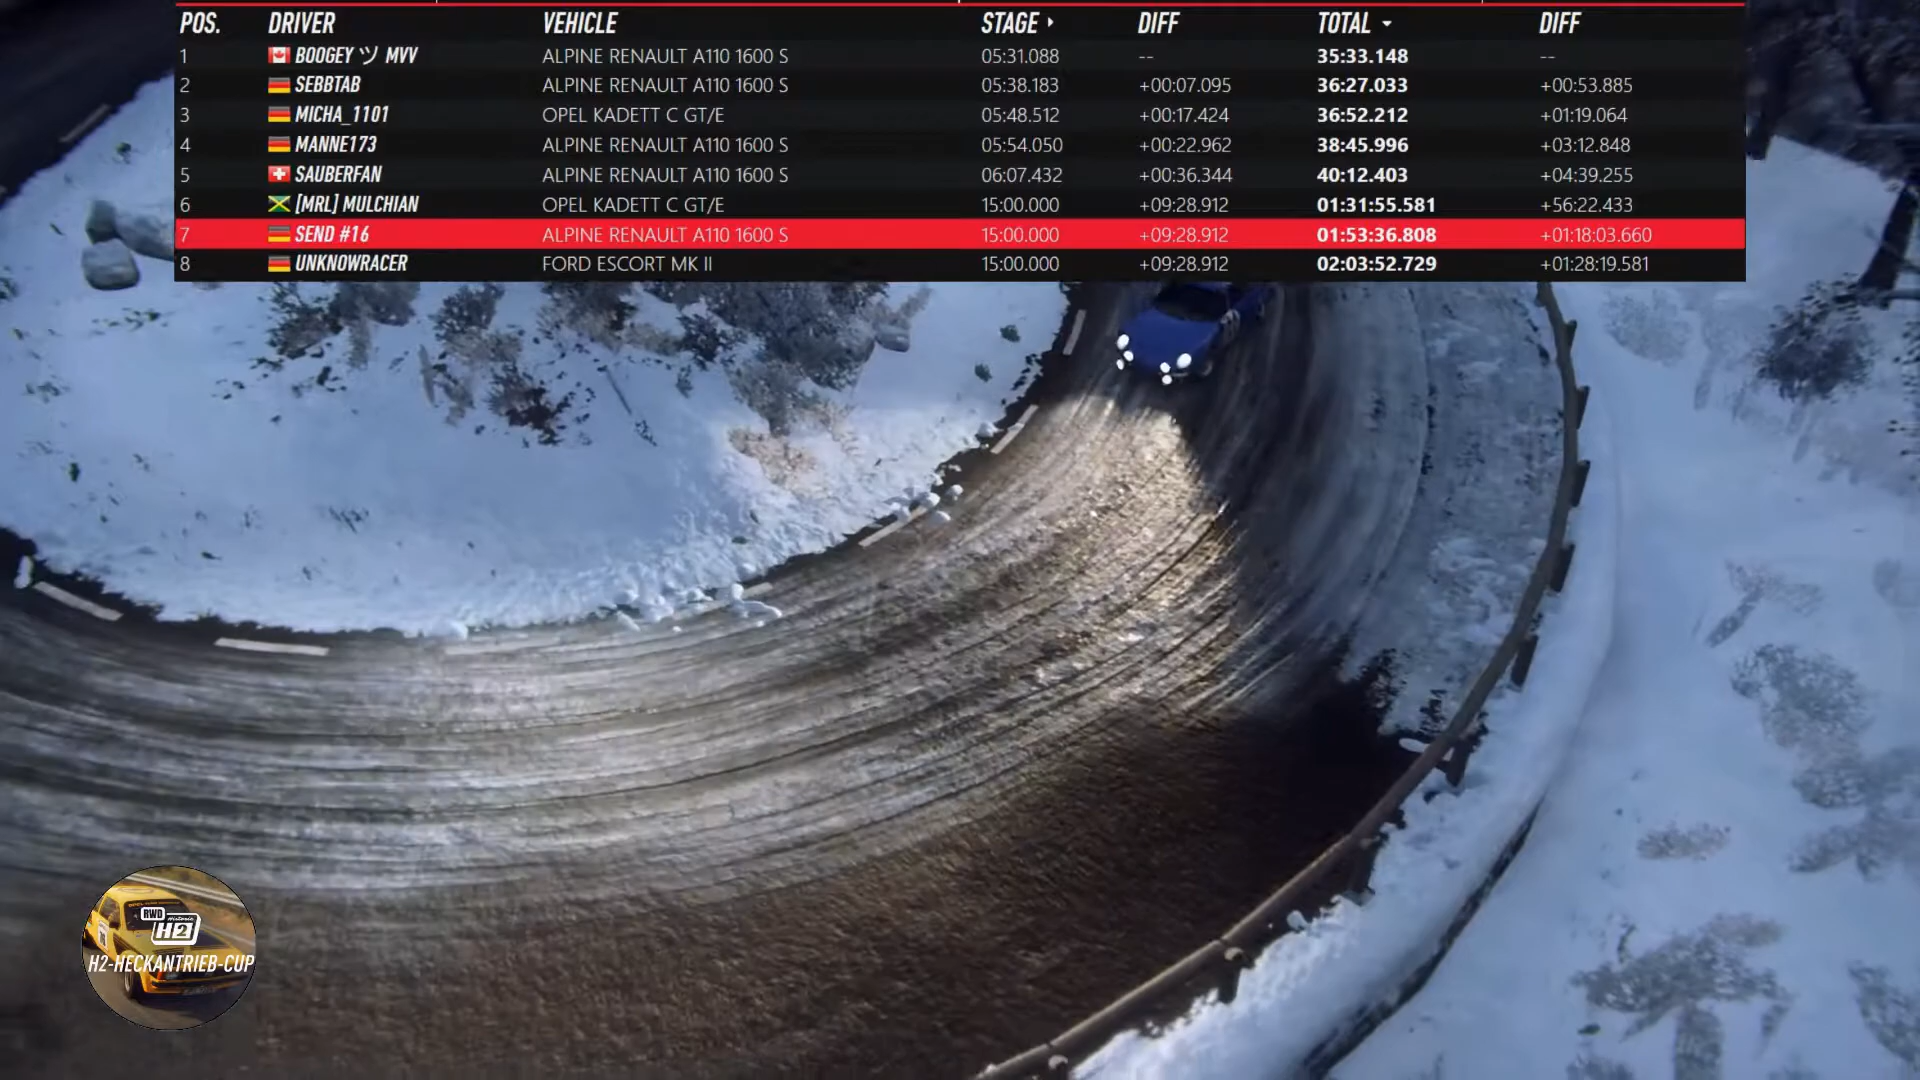 POS. DRIVER VEHICLE STAGE DIFF TOTAL DIFF
1 BOOGEY ツ MVV ALPINE RENAULT A110 1600 S 05:31.088 -- 35:33.148 --
2 SEBBTAB ALPINE RENAULT A110 1600 S 05:38.183 +00:07.095 36:27.033 +00:53.885
3 MICHA_1101 OPEL KADETT C GT/E 05:48.512 +00:17.424 36:52.212 +01:19.064
4 MANNE173 ALPINE RENAULT A110 1600 S 05:54.050 +00:22.962 38:45.996 +03:12.848
5 SAUBERFAN ALPINE RENAULT A110 1600 S 06:07.432 +00:36.344 40:12.403 +04:39.255
6 [MRL] MULCHIAN OPEL KADETT C GT/E 15:00.000 +09:28.912 01:31:55.581 +56:22.433
7 SEND #16 ALPINE RENAULT A110 1600 S 15:00.000 +09:28.912 01:53:36.808 +01:18:03.660
8 UNKNOWRACER FORD ESCORT MK II 15:00.000 +09:28.912 02:03:52.729 +01:28:19.581
RWD Historic
H2
H2-HECKANTRIEB-CUP